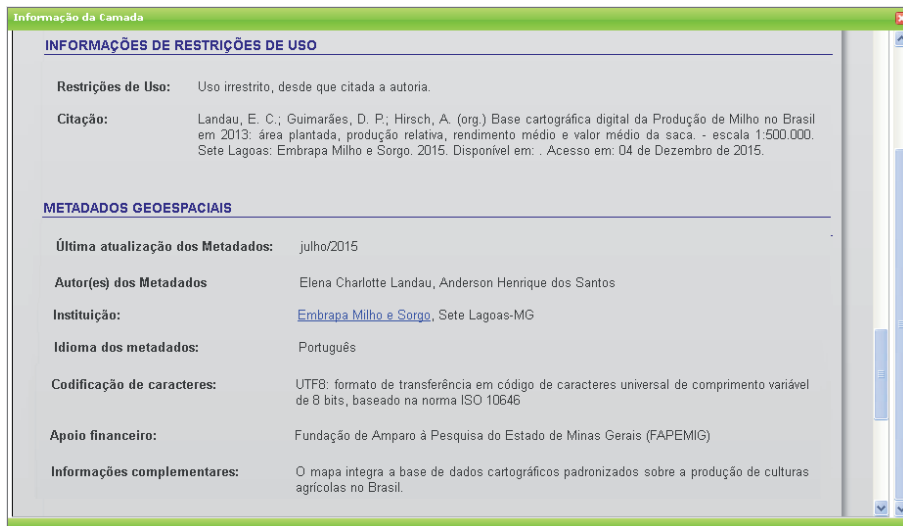 Informação da Camada
INFORMAÇÕES DE RESTRIÇÕES DE USO
Restrições de Uso: Uso irrestrito, desde que citada a autoria.
Citação: Landau, E. C.; Guimarães, D. P.; Hirsch, A. (org.) Base cartográfica digital da Produção de Milho no Brasil
em 2013: área plantada, produção relativa, rendimento médio e valor médio da saca. - escala 1:500.000.
Sete Lagoas: Embrapa Milho e Sorgo. 2015. Disponível em: . Acesso em: 04 de Dezembro de 2015.
METADADOS GEOESPACIAIS
Última atualização dos Metadados: julho/2015
Autor(es) dos Metadados Elena Charlotte Landau, Anderson Henrique dos Santos
Instituição: Embrapa Milho e Sorgo, Sete Lagoas-MG
Idioma dos metadados: Português
Codificação de caracteres: UTF8: formato de transferência em código de caracteres universal de comprimento variável
de 8 bits, baseado na norma ISO 10646
Apoio financeiro: Fundação de Amparo à Pesquisa do Estado de Minas Gerais (FAPEMIG)
Informações complementares: O mapa integra a base de dados cartográficos padronizados sobre a produção de culturas
agrícolas no Brasil.